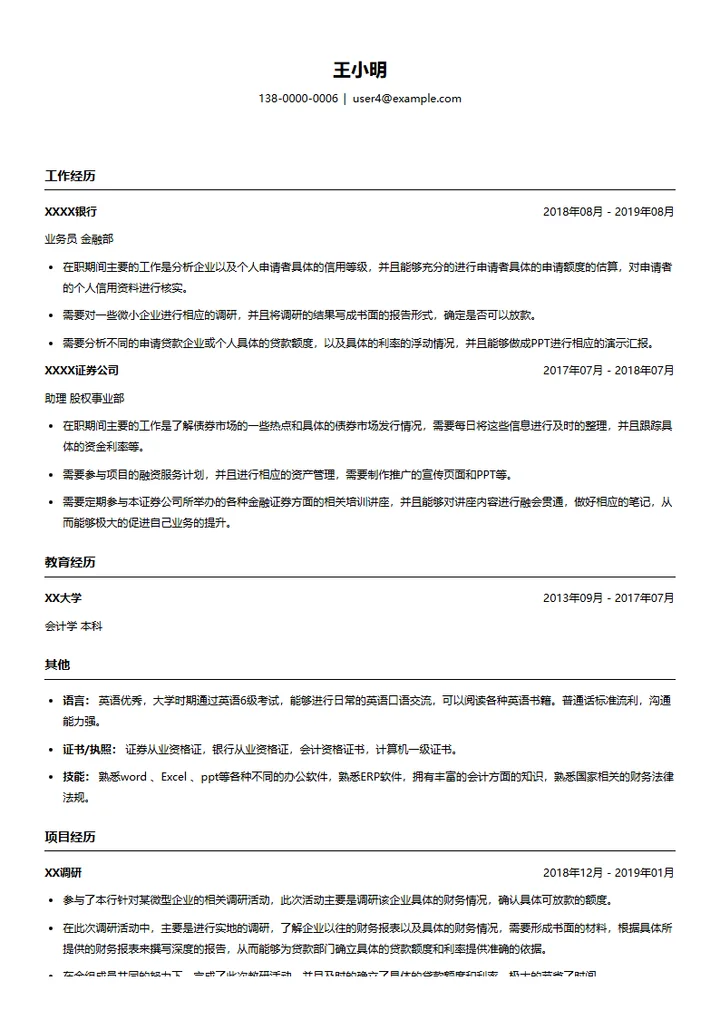 王小明
138-0000-0006 | user4@example.com
工作经历
XXXX银行 2018年08月 - 2019年08月
业务员 金融部
• 在职期间主要的工作是分析企业以及个人申请者具体的信用等级，并且能够充分的进行申请者具体的申请额度的估算，对申请者
的个人信用资料进行核实。
• 需要对一些微小企业进行相应的调研，并且将调研的结果写成书面的报告形式，确定是否可以放款。
• 需要分析不同的申请贷款企业或个人具体的贷款额度，以及具体的利率的浮动情况，并且能够做成PPT进行相应的演示汇报。
XXXX证券公司 2017年07月 - 2018年07月
助理 股权事业部
• 在职期间主要的工作是了解债券市场的一些热点和具体的债券市场发行情况，需要每日将这些信息进行及时的整理，并且跟踪具
体的资金利率等。
• 需要参与项目的融资服务计划，并且进行相应的资产管理，需要制作推广的宣传页面和PPT等。
• 需要定期参与本证券公司所举办的各种金融证券方面的相关培训讲座，并且能够对讲座内容进行融会贯通，做好相应的笔记，从
而能够极大的促进自己业务的提升。
教育经历
XX大学 2013年09月 - 2017年07月
会计学 本科
其他
• 语言： 英语优秀，大学时期通过英语6级考试，能够进行日常的英语口语交流，可以阅读各种英语书籍。普通话标准流利，沟通
能力强。
• 证书/执照： 证券从业资格证，银行从业资格证，会计资格证书，计算机一级证书。
• 技能： 熟悉word 、Excel 、ppt等各种不同的办公软件，熟悉ERP软件，拥有丰富的会计方面的知识，熟悉国家相关的财务法律
法规。
项目经历
XX调研 2018年12月 - 2019年01月
• 参与了本行针对某微型企业的相关调研活动，此次活动主要是调研该企业具体的财务情况，确认具体可放款的额度。
• 在此次调研活动中，主要是进行实地的调研，了解企业以往的财务报表以及具体的财务情况，需要形成书面的材料，根据具体所
提供的财务报表来撰写深度的报告，从而能够为贷款部门确立具体的贷款额度和利率提供准确的依据。